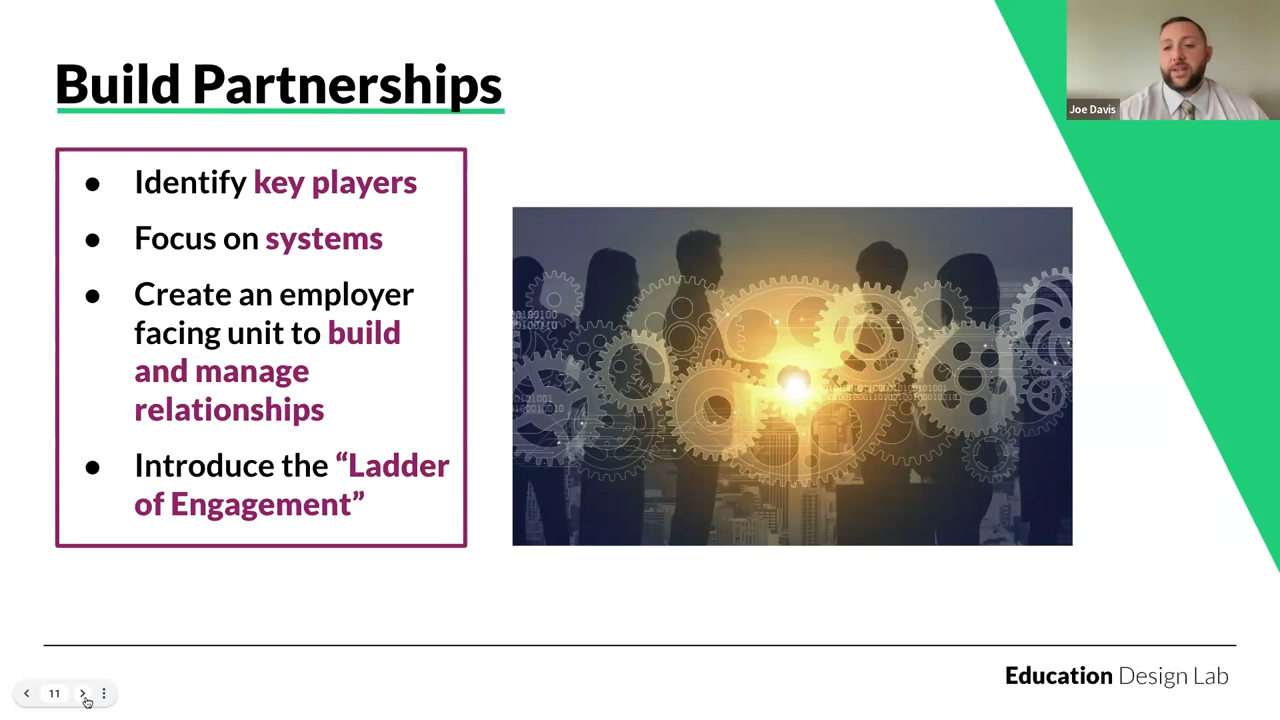 Build Partnerships
Joe Davis
● Identify key players
● Focus on systems
● Create an employer
facing unit to build
and manage
relationships
● Introduce the “Ladder
of Engagement”
Education Design Lab
11